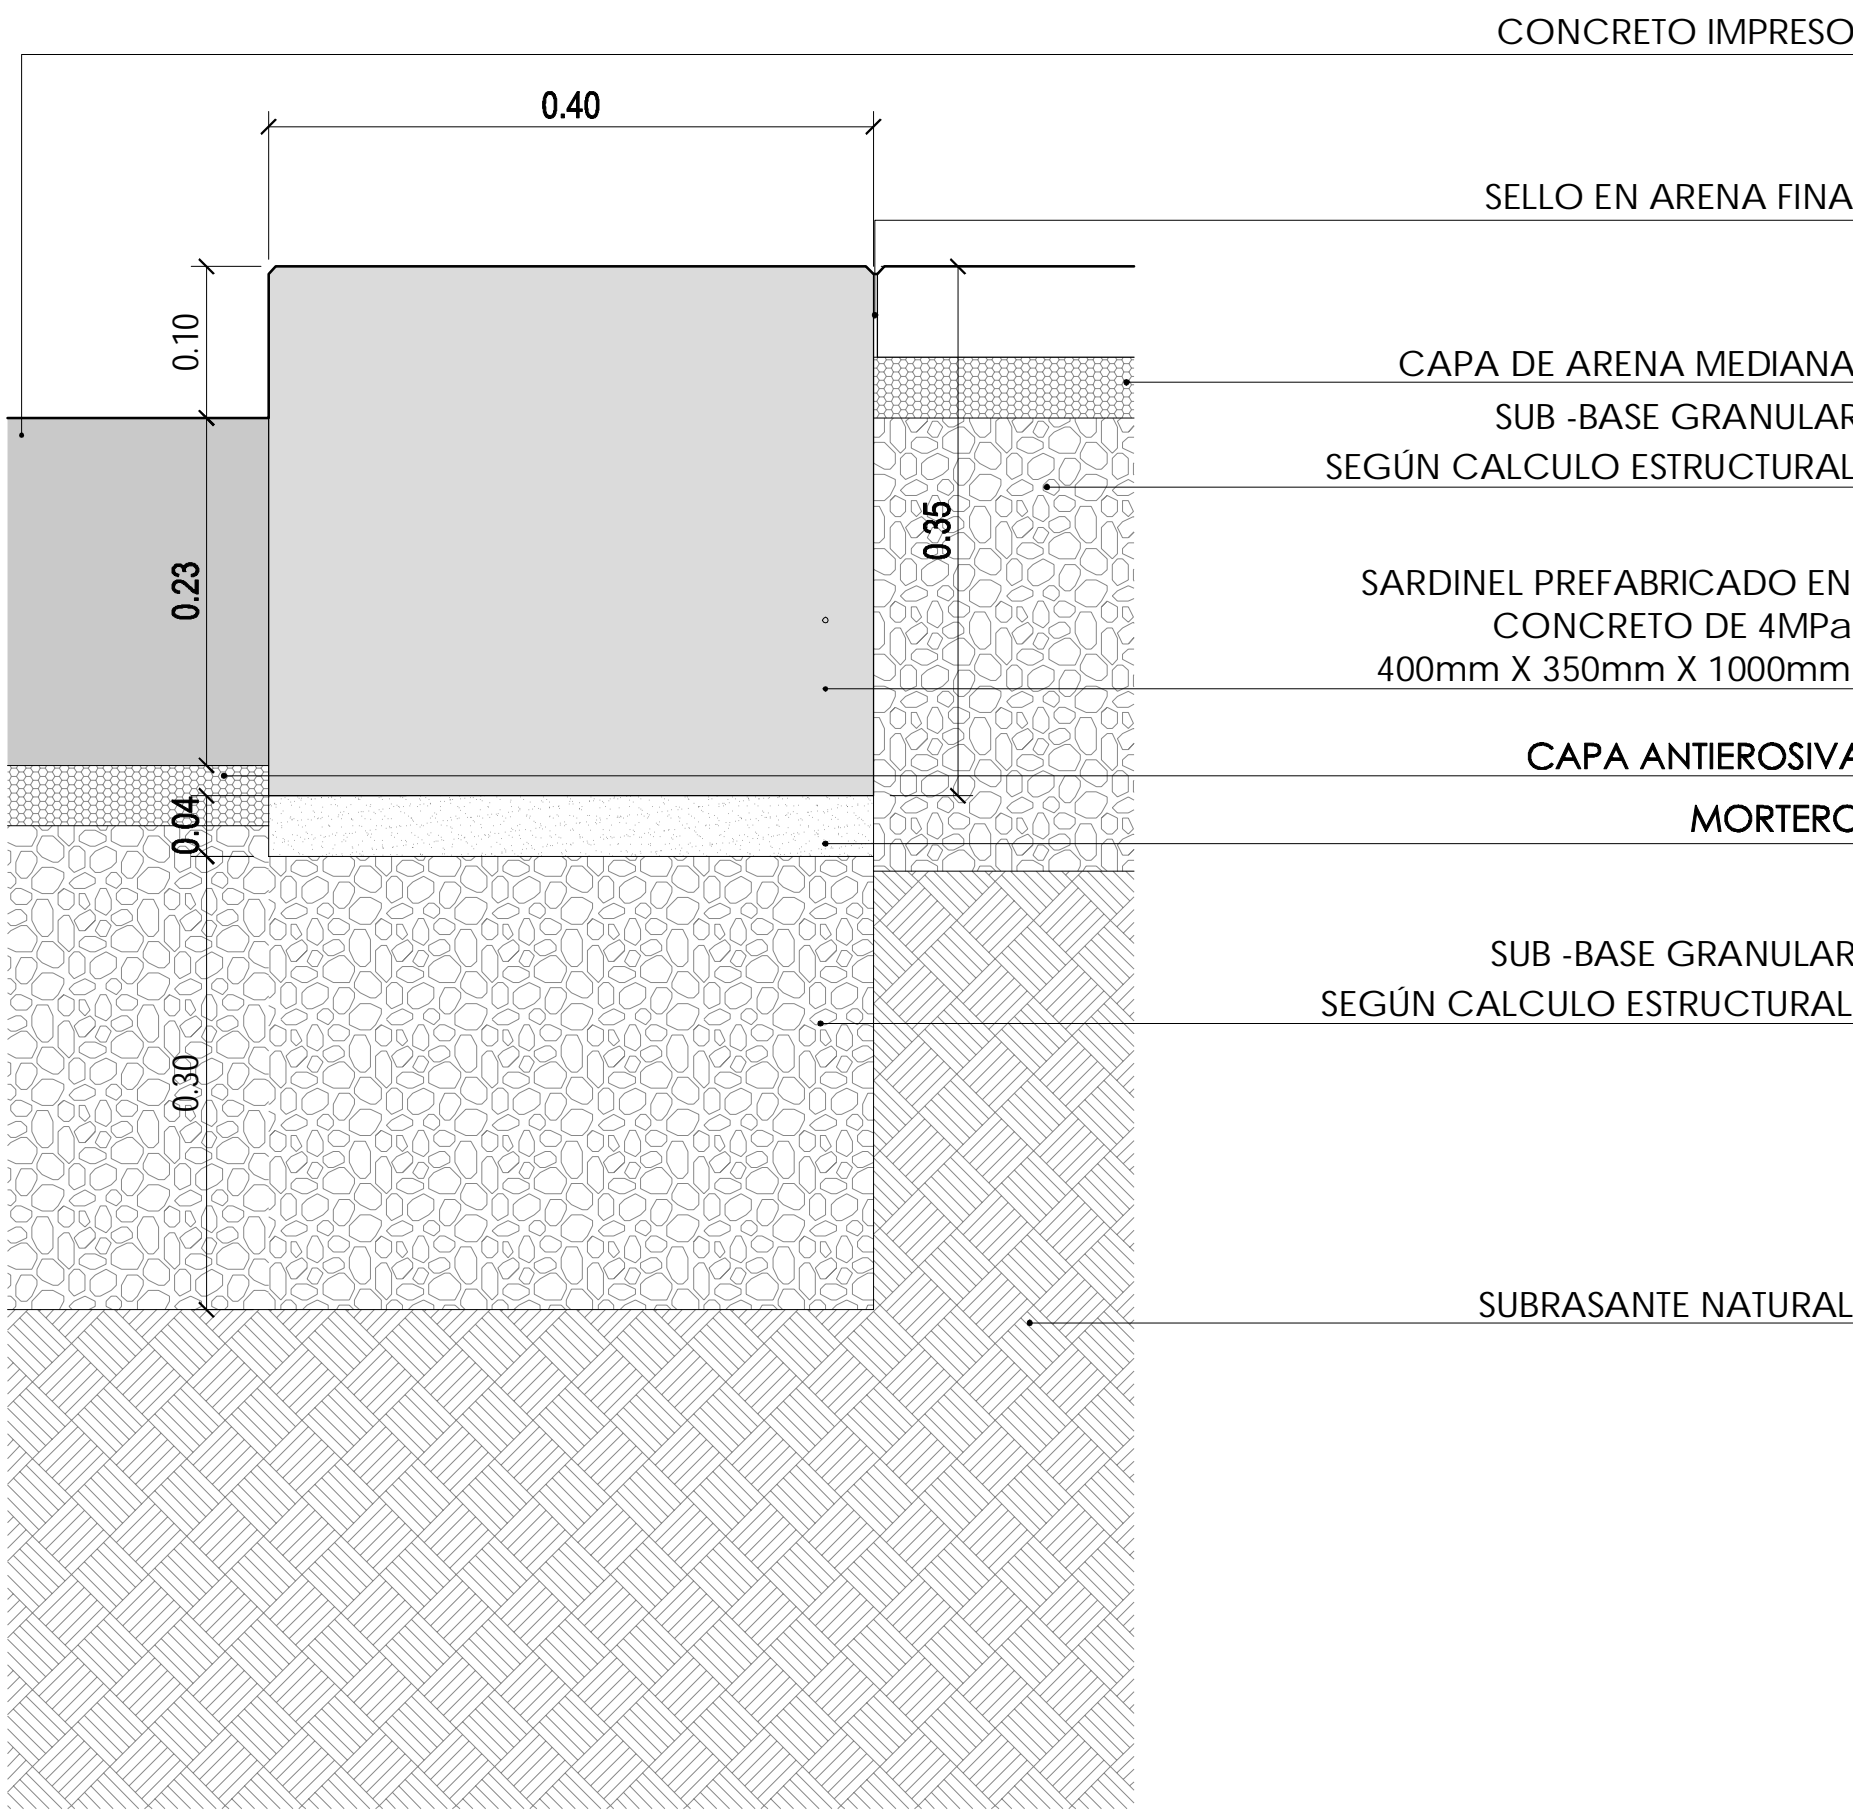 CONCRETO IMPRESO
0.40
SELLO EN ARENA FINA
0.10
CAPA DE ARENA MEDIANA
SUB -BASE GRANULAR
SEGÚN CALCULO ESTRUCTURAL
0.35
0.23
SARDINEL PREFABRICADO EN
CONCRETO DE 4MPa
400mm X 350mm X 1000mm
CAPA ANTIEROSIVA
0.04
MORTERO
SUB -BASE GRANULAR
SEGÚN CALCULO ESTRUCTURAL
0.30
SUBRASANTE NATURAL